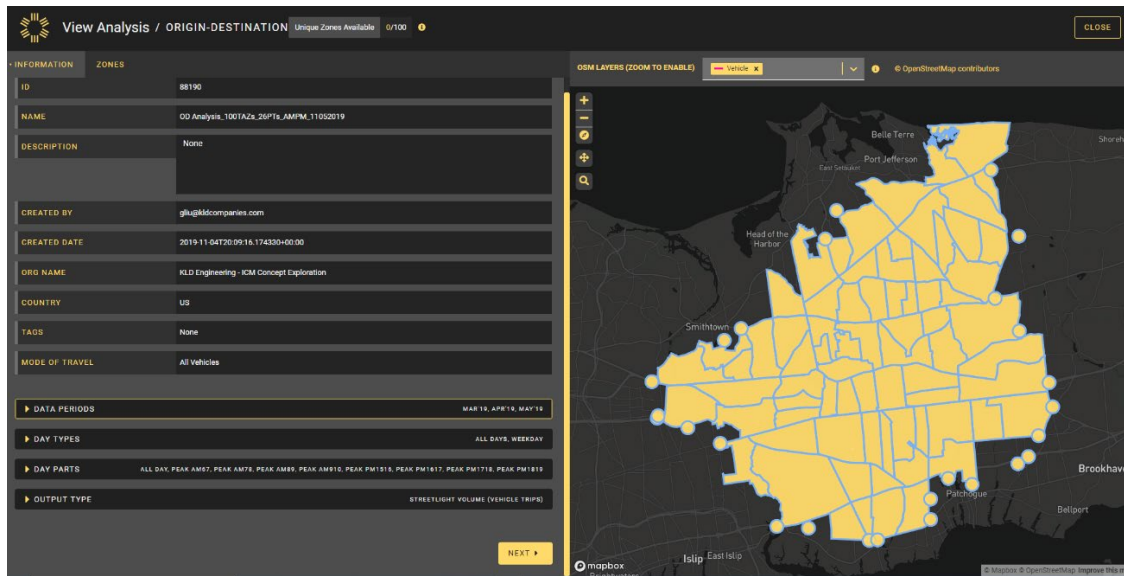 View Analysis / ORIGIN-DESTINATION Unique Zones Available 0/100
CLOSE
INFORMATION ZONES
ID 88190
NAME OD Analysis_100TAZs_26PTs_AMPM_11052019
DESCRIPTION None
CREATED BY gliu@kldcompanies.com
CREATED DATE 2019-11-04T20:09:16.174330+00:00
ORG NAME KLD Engineering - ICM Concept Exploration
COUNTRY US
TAGS None
MODE OF TRAVEL All Vehicles
DATA PERIODS MAR'19, APR'19, MAY'19
DAY TYPES ALL DAYS, WEEKDAY
DAY PARTS ALL DAY, PEAK AM67, PEAK AM78, PEAK AM89, PEAK AM910, PEAK PM1516, PEAK PM1617, PEAK PM1718, PEAK PM1819
OUTPUT TYPE STREETLIGHT VOLUME (VEHICLE TRIPS)
NEXT
OSM LAYERS (ZOOM TO ENABLE) Vehicle x © OpenStreetMap contributors
Belle Terre
Shoreh
Port Jefferson
East Setauket
Head of the
Harbor
Smithtown
Brookhave
Patchogue
Bellport
Islip East Islip
mapbox
© Mapbox © OpenStreetMap Improve this m